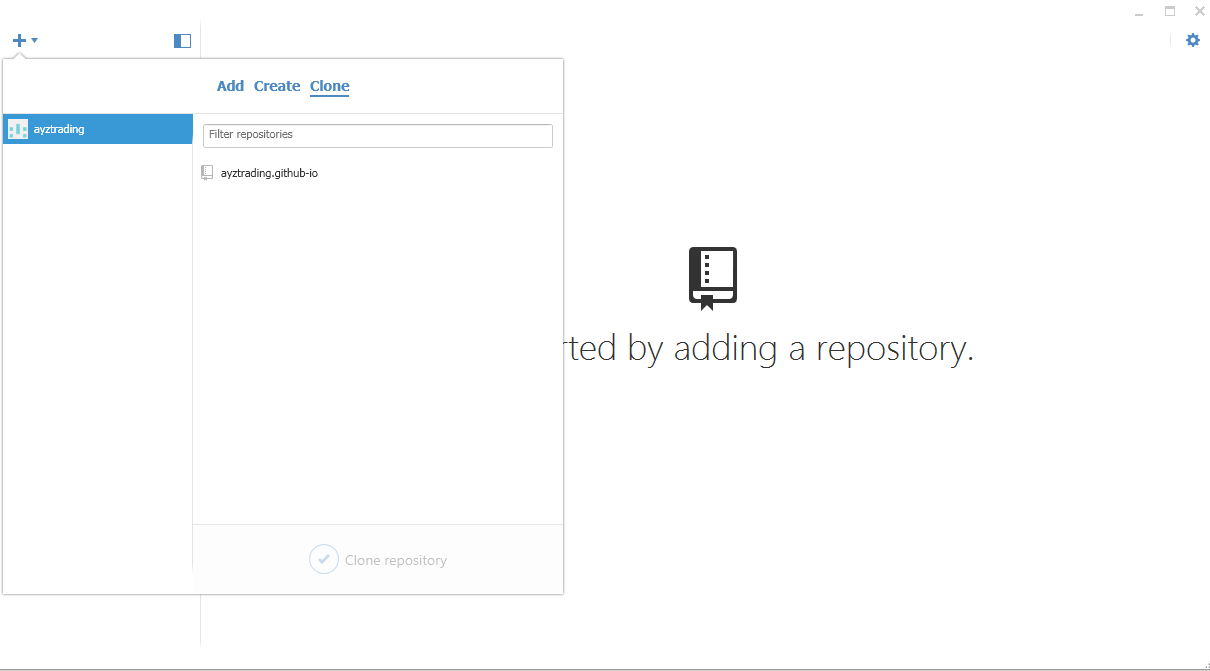 Add Create Clone
ayztrading
Filter repositories
ayztrading.github-io
rted by adding a repository.
Clone repository